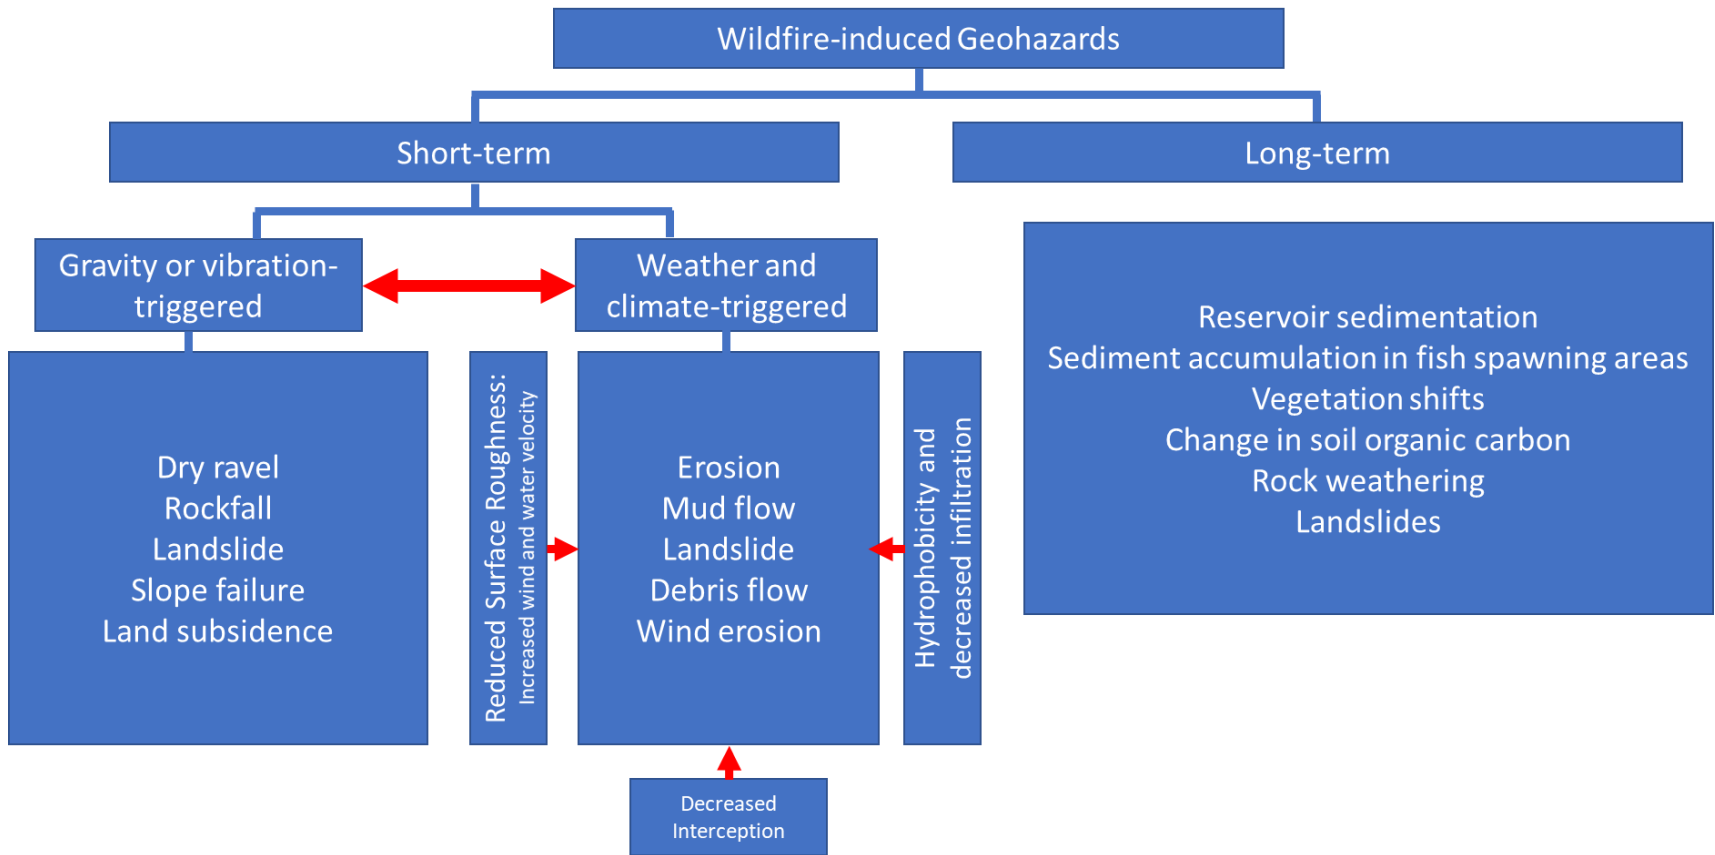 Wildfire-induced Geohazards
Short-term
Long-term
Gravity or vibration-
triggered
Weather and
climate-triggered
Dry ravel
Rockfall
Landslide
Slope failure
Land subsidence
Reduced Surface Roughness:
Increased wind and water velocity
Erosion
Mud flow
Landslide
Debris flow
Wind erosion
Hydrophobicity and
decreased infiltration
Decreased
Interception
Reservoir sedimentation
Sediment accumulation in fish spawning areas
Vegetation shifts
Change in soil organic carbon
Rock weathering
Landslides